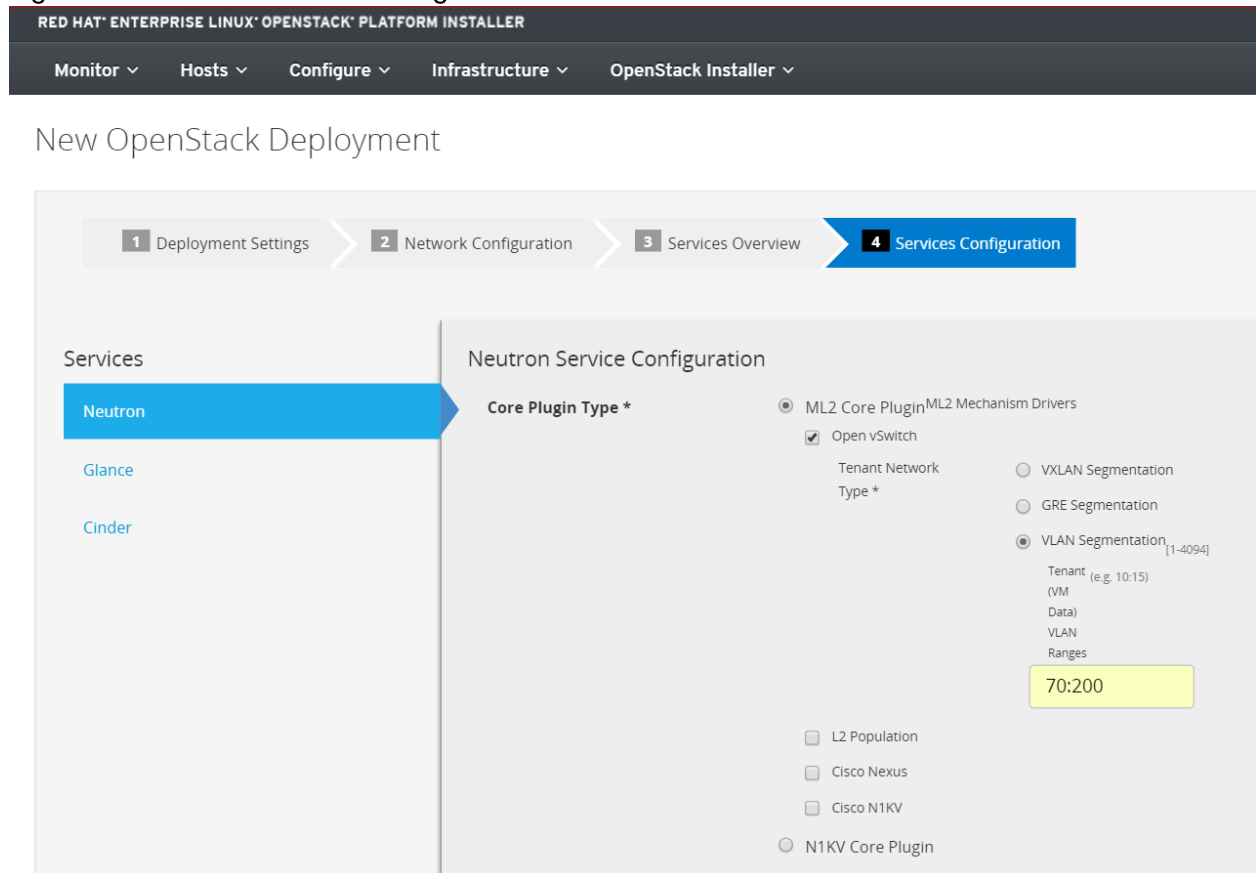 RED HAT® ENTERPRISE LINUX® OPENSTACK® PLATFORM INSTALLER
Monitor Hosts Configure Infrastructure OpenStack Installer
New OpenStack Deployment
1 Deployment Settings 2 Network Configuration 3 Services Overview 4 Services Configuration
Services
Neutron
Glance
Cinder
Neutron Service Configuration
Core Plugin Type * ML2 Core Plugin ML2 Mechanism Drivers
Open vSwitch
Tenant Network
Type *
VXLAN Segmentation
GRE Segmentation
VLAN Segmentation [1-4094]
Tenant (e.g. 10:15)
(VM
Data)
VLAN
Ranges
70:200
L2 Population
Cisco Nexus
Cisco N1KV
N1KV Core Plugin